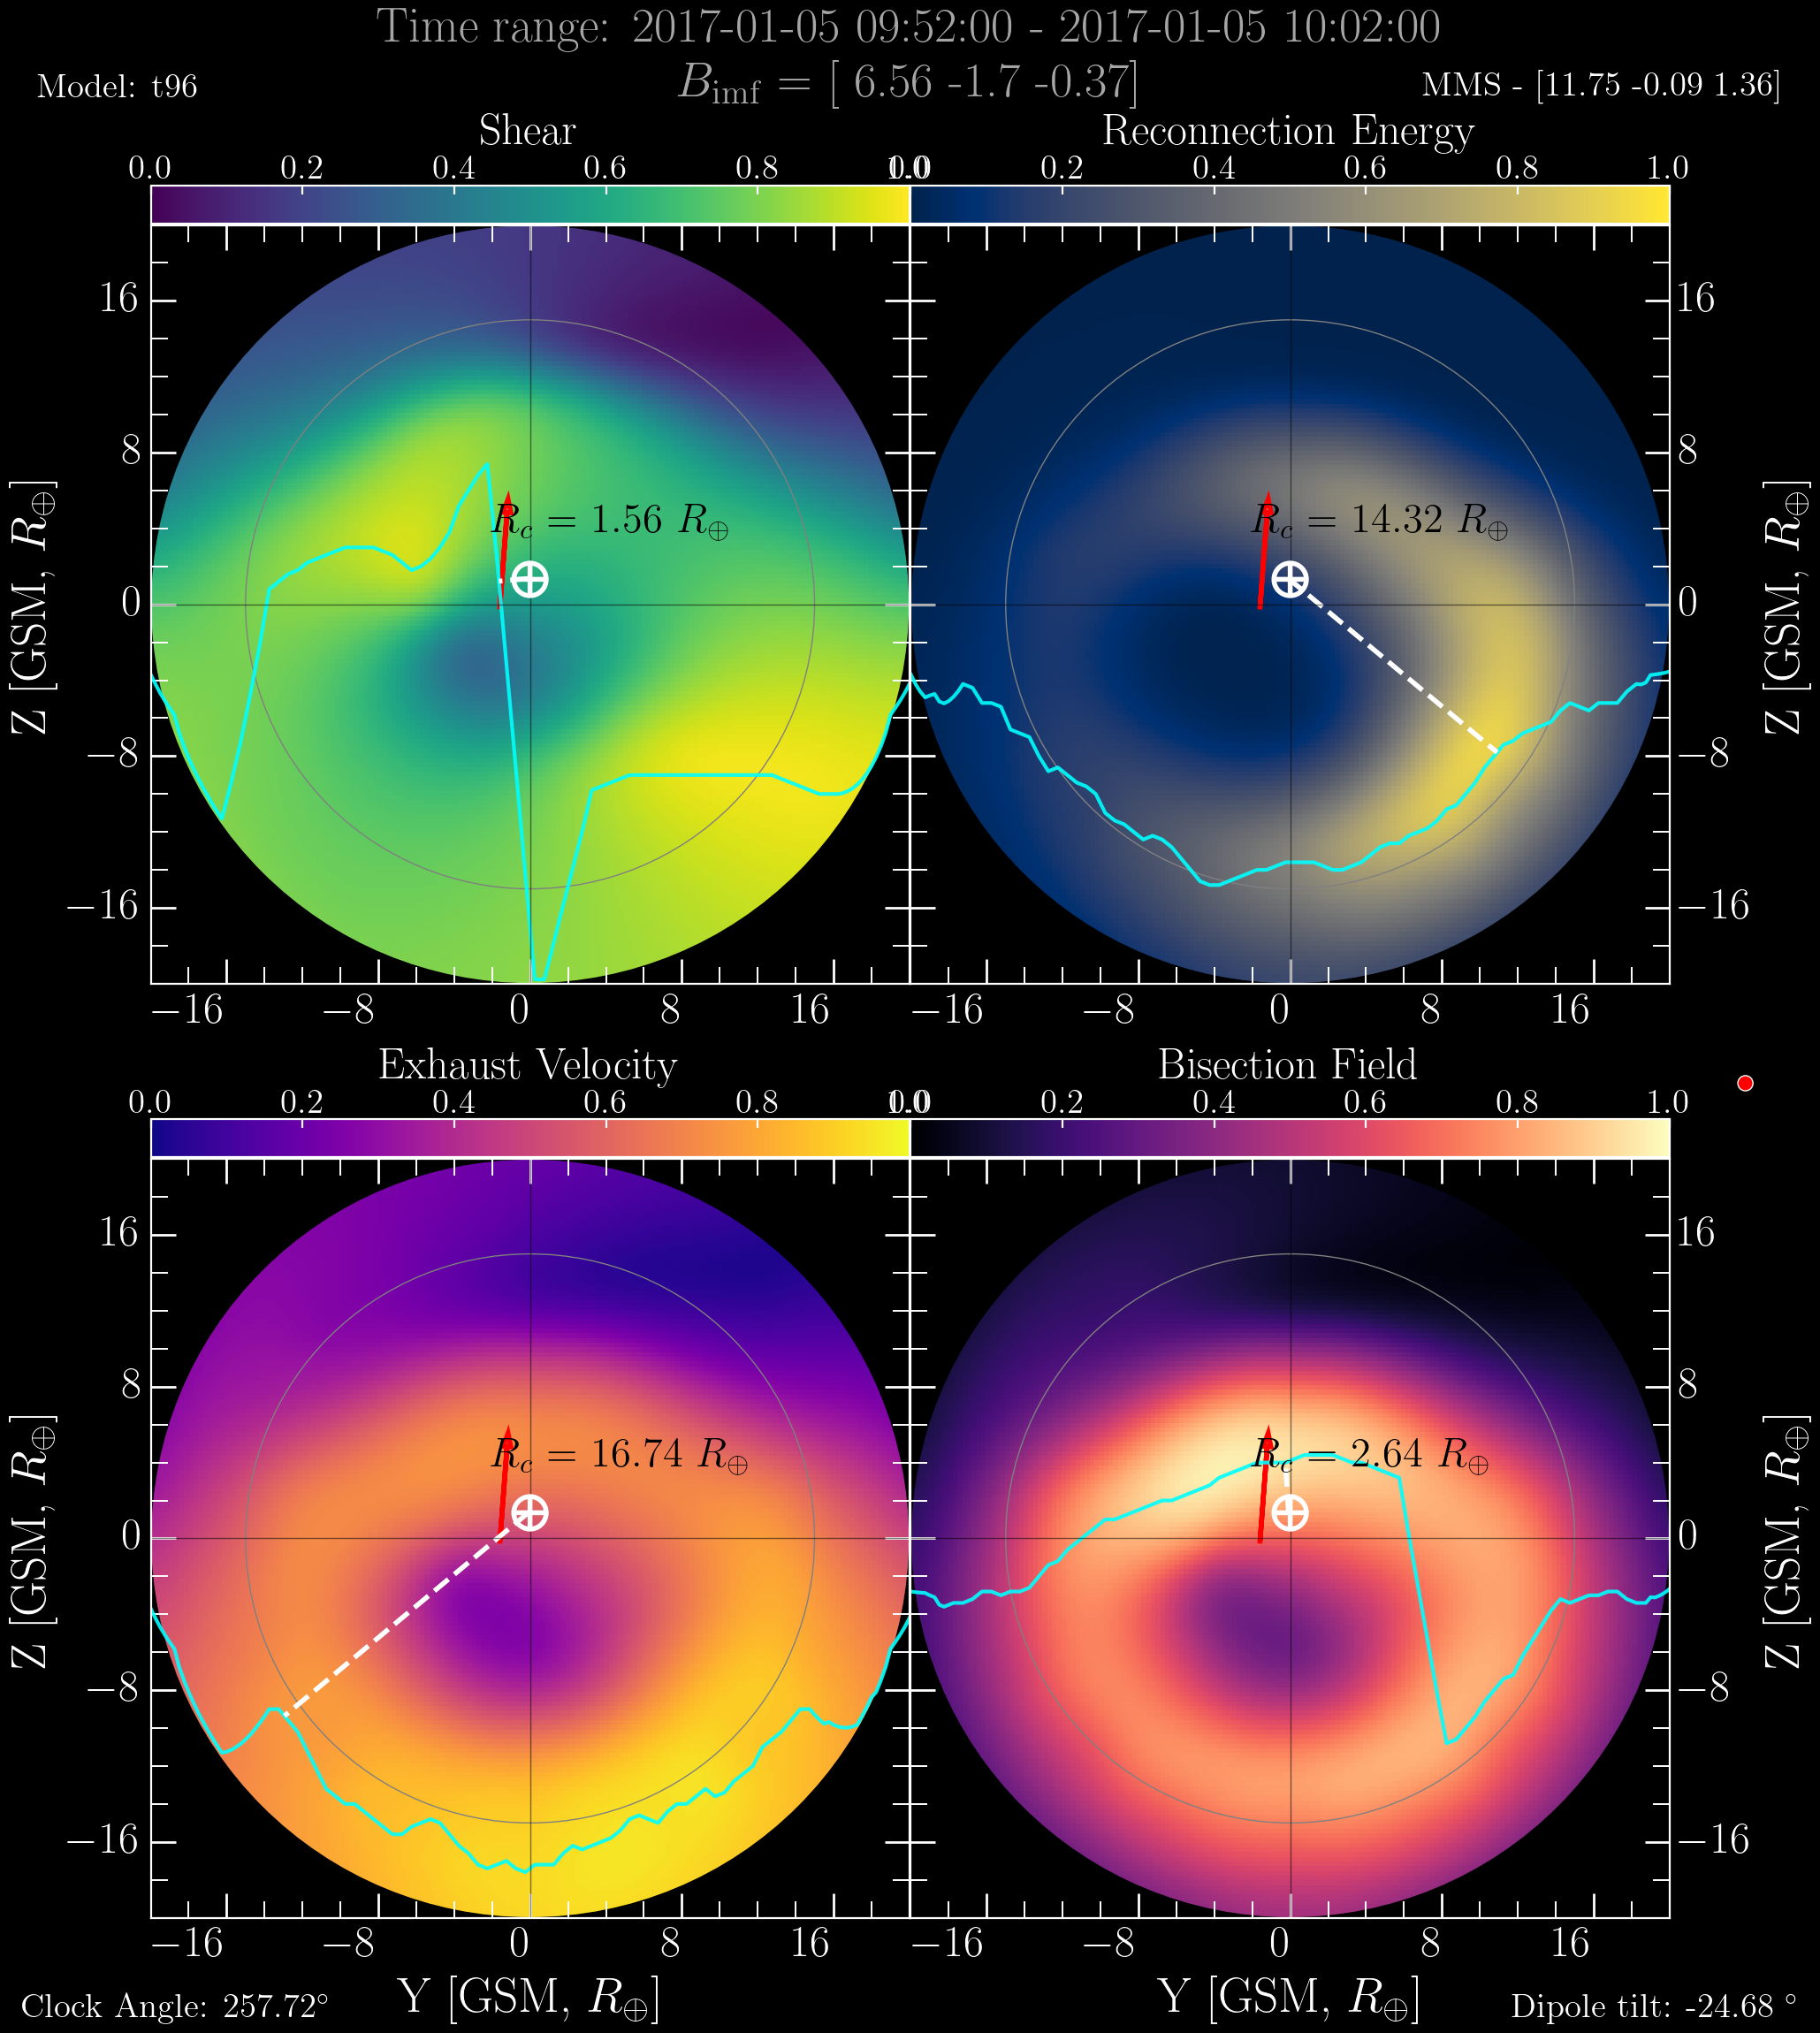 Time range: 2017-01-05 09:52:00 - 2017-01-05 10:02:00
Model: t96
B_imf = [ 6.56 -1.7 -0.37]
MMS - [11.75 -0.09 1.36]
Shear
Reconnection Energy
0.0 0.2 0.4 0.6 0.8 1.0
0.0 0.2 0.4 0.6 0.8 1.0
16
8
0
−8
−16
Z [GSM, R⊕]
R_c = 1.56 R⊕
R_c = 14.32 R⊕
16
8
0
−8
−16
Z [GSM, R⊕]
−16 −8 0 8 16
−16 −8 0 8 16
Exhaust Velocity
Bisection Field
0.0 0.2 0.4 0.6 0.8 1.0
0.0 0.2 0.4 0.6 0.8 1.0
16
8
0
−8
−16
Z [GSM, R⊕]
R_c = 16.74 R⊕
R_c = 2.64 R⊕
16
8
0
−8
−16
Z [GSM, R⊕]
−16 −8 0 8 16
−16 −8 0 8 16
Y [GSM, R⊕]
Y [GSM, R⊕]
Clock Angle: 257.72°
Dipole tilt: -24.68 °